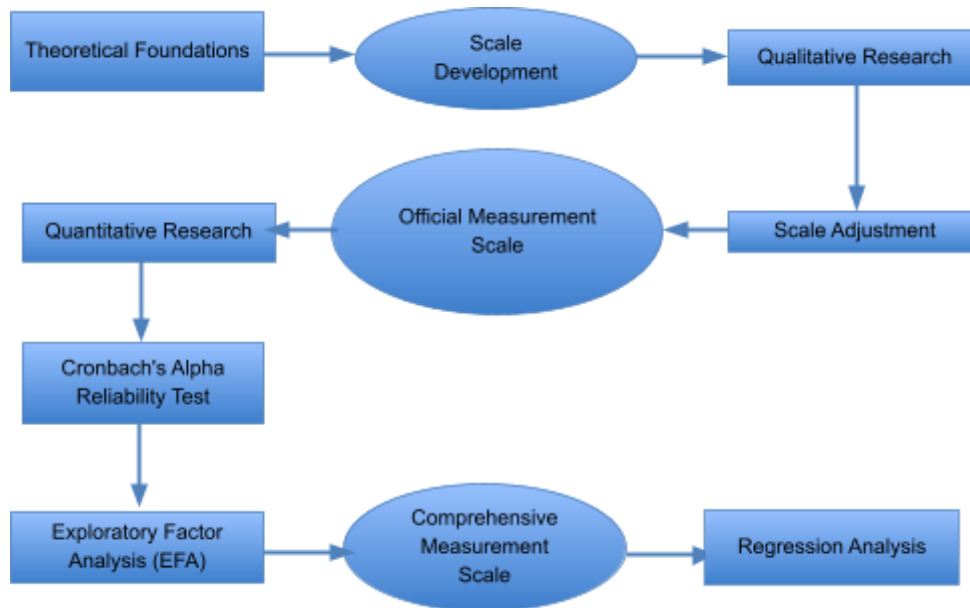 Theoretical Foundations
Scale
Development
Qualitative Research
Scale Adjustment
Official Measurement
Scale
Quantitative Research
Cronbach's Alpha
Reliability Test
Exploratory Factor
Analysis (EFA)
Comprehensive
Measurement
Scale
Regression Analysis